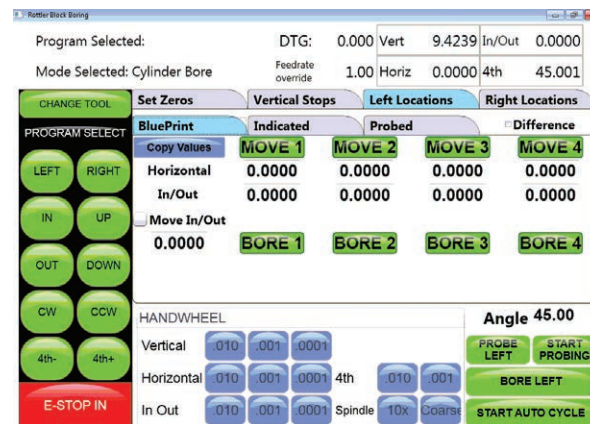 Rottler Block Boring
Program Selected: DTG: 0.000 Vert 9.4239 In/Out 0.0000
Mode Selected: Cylinder Bore Feedrate override 1.00 Horiz 0.0000 4th 45.001
CHANGE TOOL Set Zeros Vertical Stops Left Locations Right Locations
PROGRAM SELECT BluePrint Indicated Probed Difference
Copy Values MOVE 1 MOVE 2 MOVE 3 MOVE 4
LEFT RIGHT Horizontal 0.0000 0.0000 0.0000 0.0000
In/Out 0.0000 0.0000 0.0000 0.0000
IN UP Move In/Out
0.0000 BORE 1 BORE 2 BORE 3 BORE 4
OUT DOWN
CW CCW HANDWHEEL Angle 45.00
Vertical .010 .001 .0001 PROBE LEFT START PROBING
4th- 4th+ Horizontal .010 .001 .0001 4th .010 .001 BORE LEFT
E-STOP IN In Out .010 .001 .0001 Spindle 10x Coarse START AUTO CYCLE